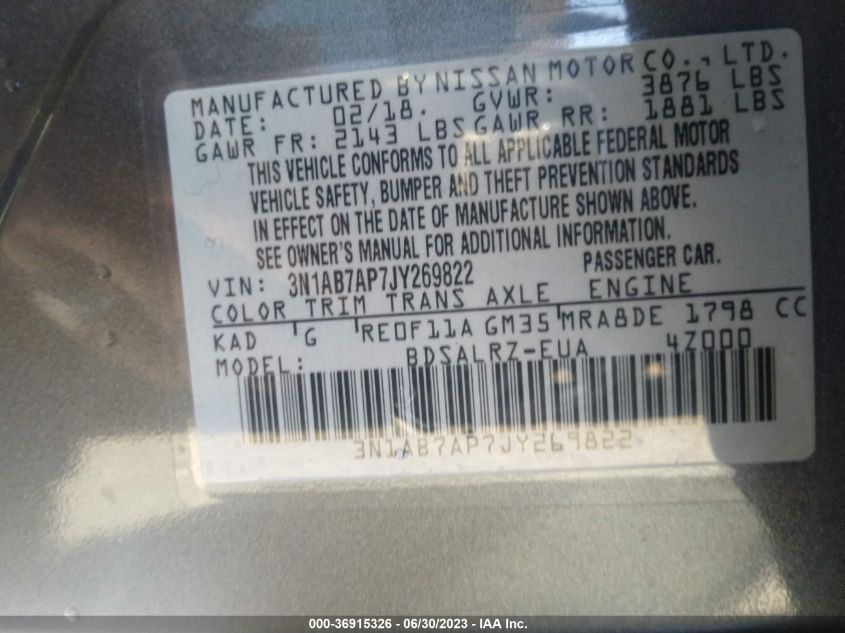 MANUFACTURED BY NISSAN MOTOR CO., LTD.
DATE: 02/18. GVWR: 3876 LBS
GAWR FR: 2143 LBS GAWR RR: 1881 LBS
THIS VEHICLE CONFORMS TO ALL APPLICABLE FEDERAL MOTOR
VEHICLE SAFETY, BUMPER AND THEFT PREVENTION STANDARDS
IN EFFECT ON THE DATE OF MANUFACTURE SHOWN ABOVE.
SEE OWNER'S MANUAL FOR ADDITIONAL INFORMATION.
VIN: 3N1AB7AP7JY269822 PASSENGER CAR.
COLOR TRIM TRANS AXLE ENGINE
KAD G RE0F11A GM35 MRA8DE 1798 CC
MODEL: BDSALRZ-EUA 4Z000
3N1AB7AP7JY269822
000-36915326 - 06/30/2023 - IAA Inc.